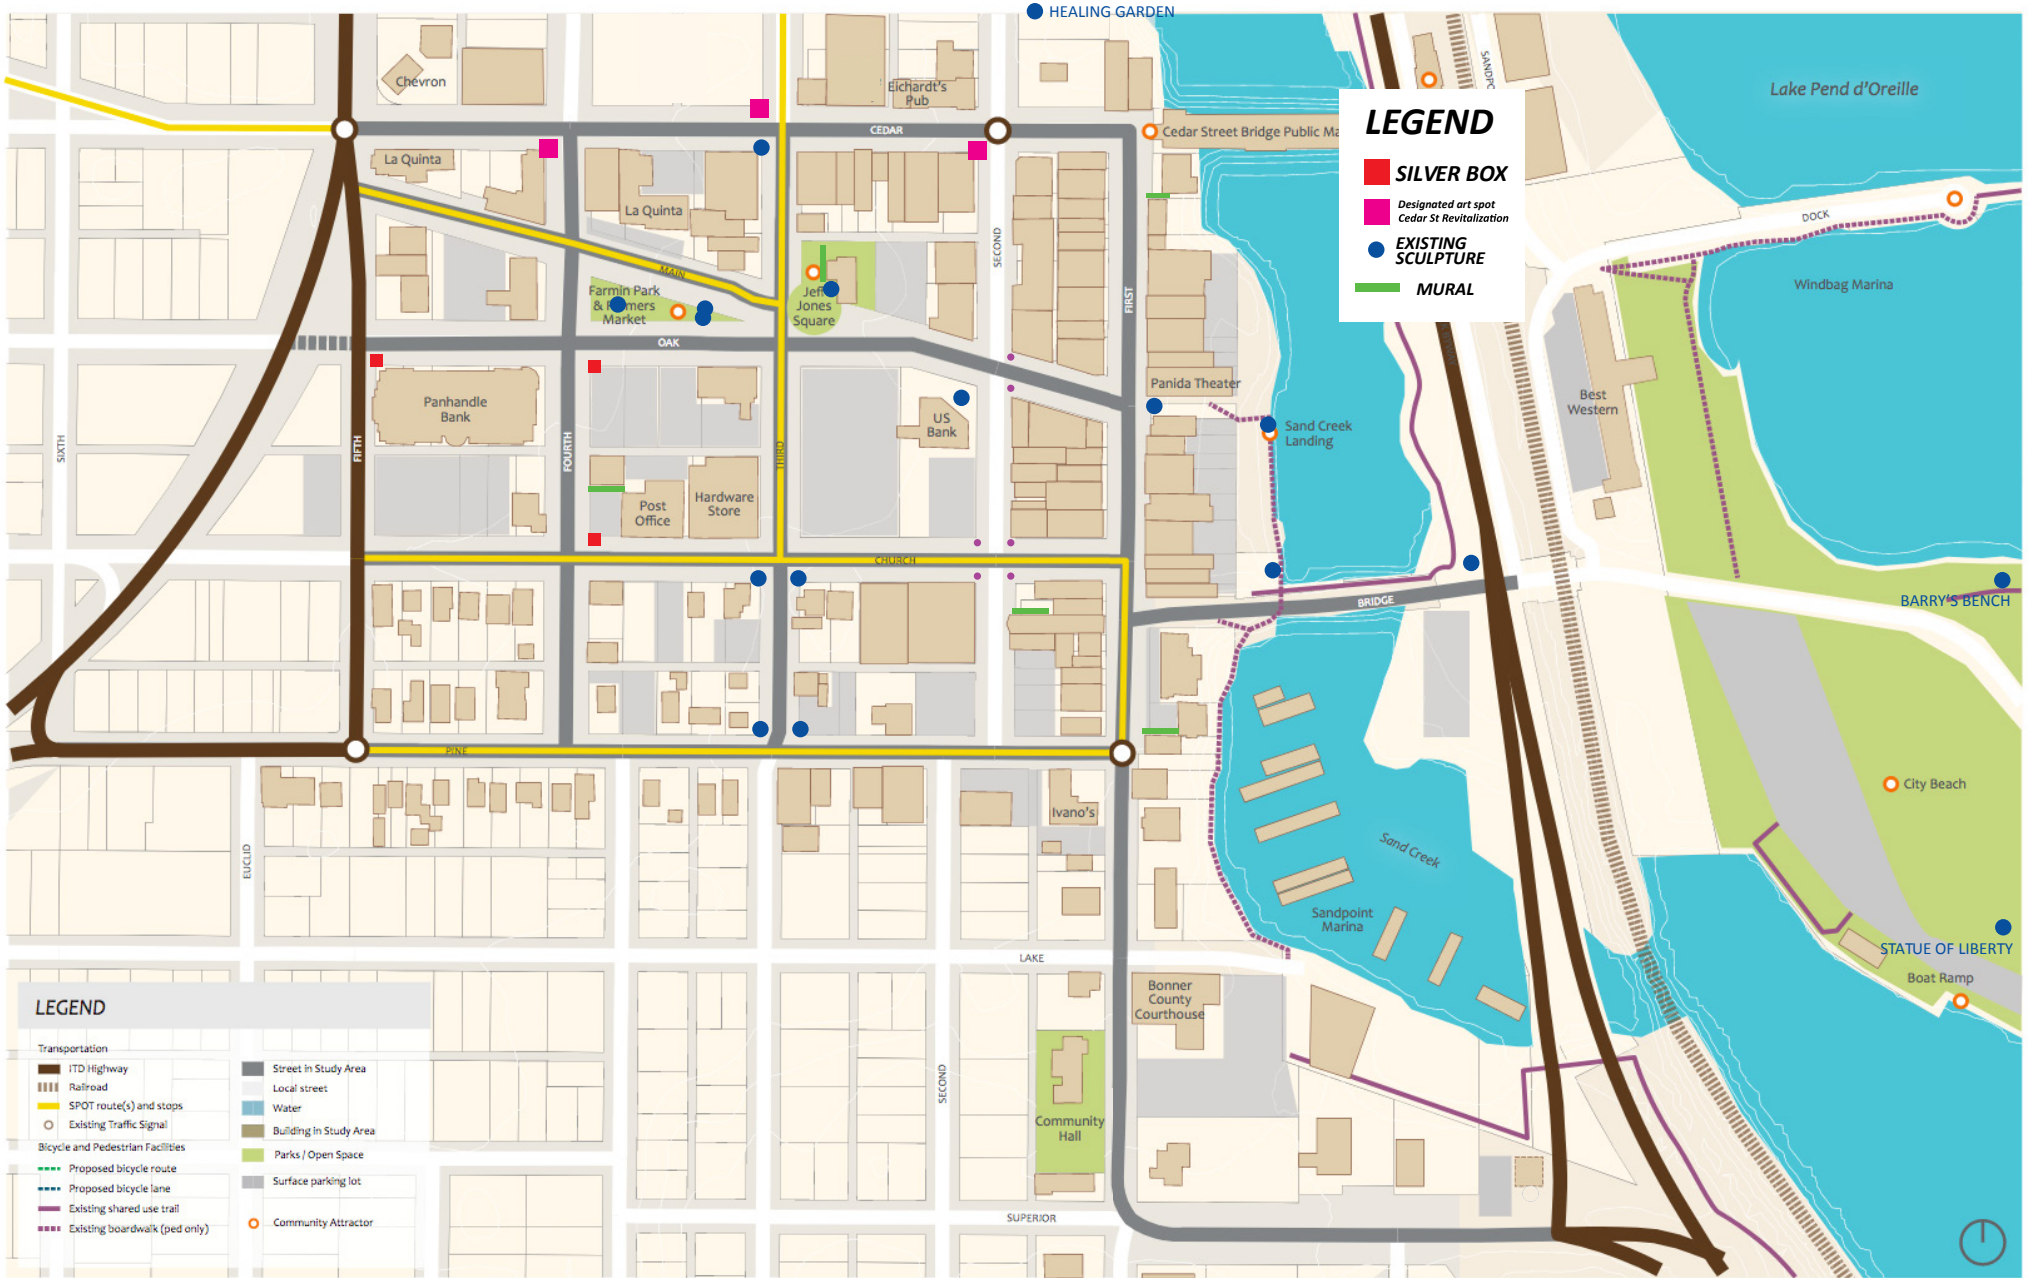 HEALING GARDEN
Chevron
Eichardt's
Pub
CEDAR
Cedar Street Bridge Public Ma
La Quinta
La Quinta
SANDPO
Lake Pend d'Oreille
LEGEND
SILVER BOX
Designated art spot
Cedar St Revitalization
EXISTING
SCULPTURE
MURAL
DOCK
Windbag Marina
MAIN
SECOND
FIRST
Farmin Park
& Farmers
Market
Jeff
Jones
Square
OAK
Panida Theater
Panhandle
Bank
US
Bank
Sand Creek
Landing
Best
Western
SIXTH
FIFTH
FOURTH
THIRD
Post
Office
Hardware
Store
CHURCH
BRIDGE
BARRY'S BENCH
PINE
City Beach
Ivano's
EUCLID
Sand Creek
Sandpoint
Marina
STATUE OF LIBERTY
Boat Ramp
LAKE
Bonner
County
Courthouse
SECOND
Community
Hall
SUPERIOR
LEGEND
Transportation
ITD Highway
Railroad
SPOT route(s) and stops
Existing Traffic Signal
Bicycle and Pedestrian Facilities
Proposed bicycle route
Proposed bicycle lane
Existing shared use trail
Existing boardwalk (ped only)
Street in Study Area
Local street
Water
Building in Study Area
Parks / Open Space
Surface parking lot
Community Attractor